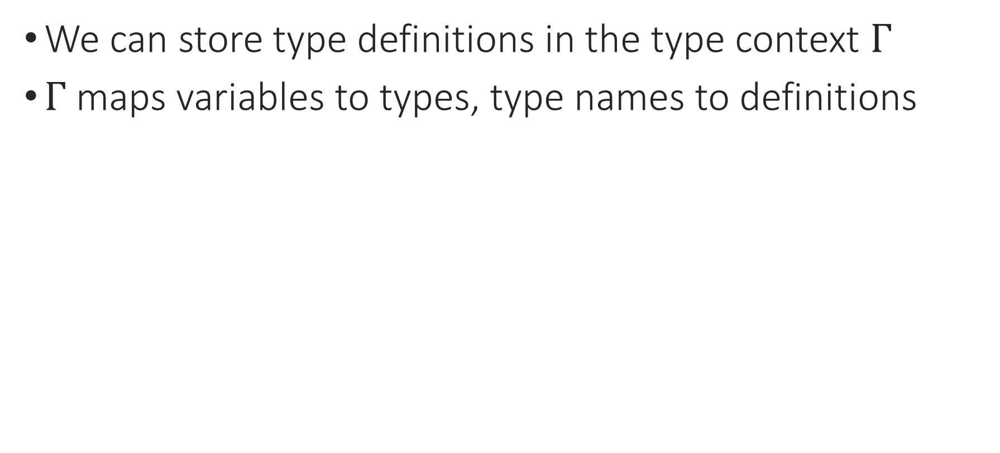 • We can store type definitions in the type context Γ
• Γ maps variables to types, type names to definitions